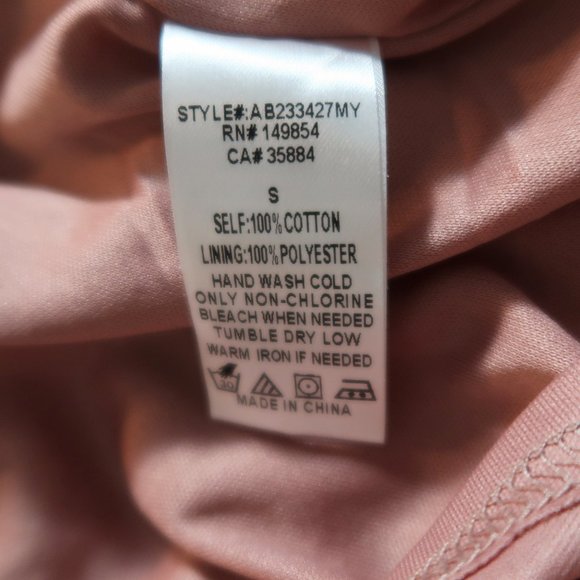 STYLE#:AB233427MY
RN# 149854
CA# 35884
S
SELF:100% COTTON
LINING:100% POLYESTER
HAND WASH COLD
ONLY NON-CHLORINE
BLEACH WHEN NEEDED
TUMBLE DRY LOW
WARM IRON IF NEEDED
30
MADE IN CHINA